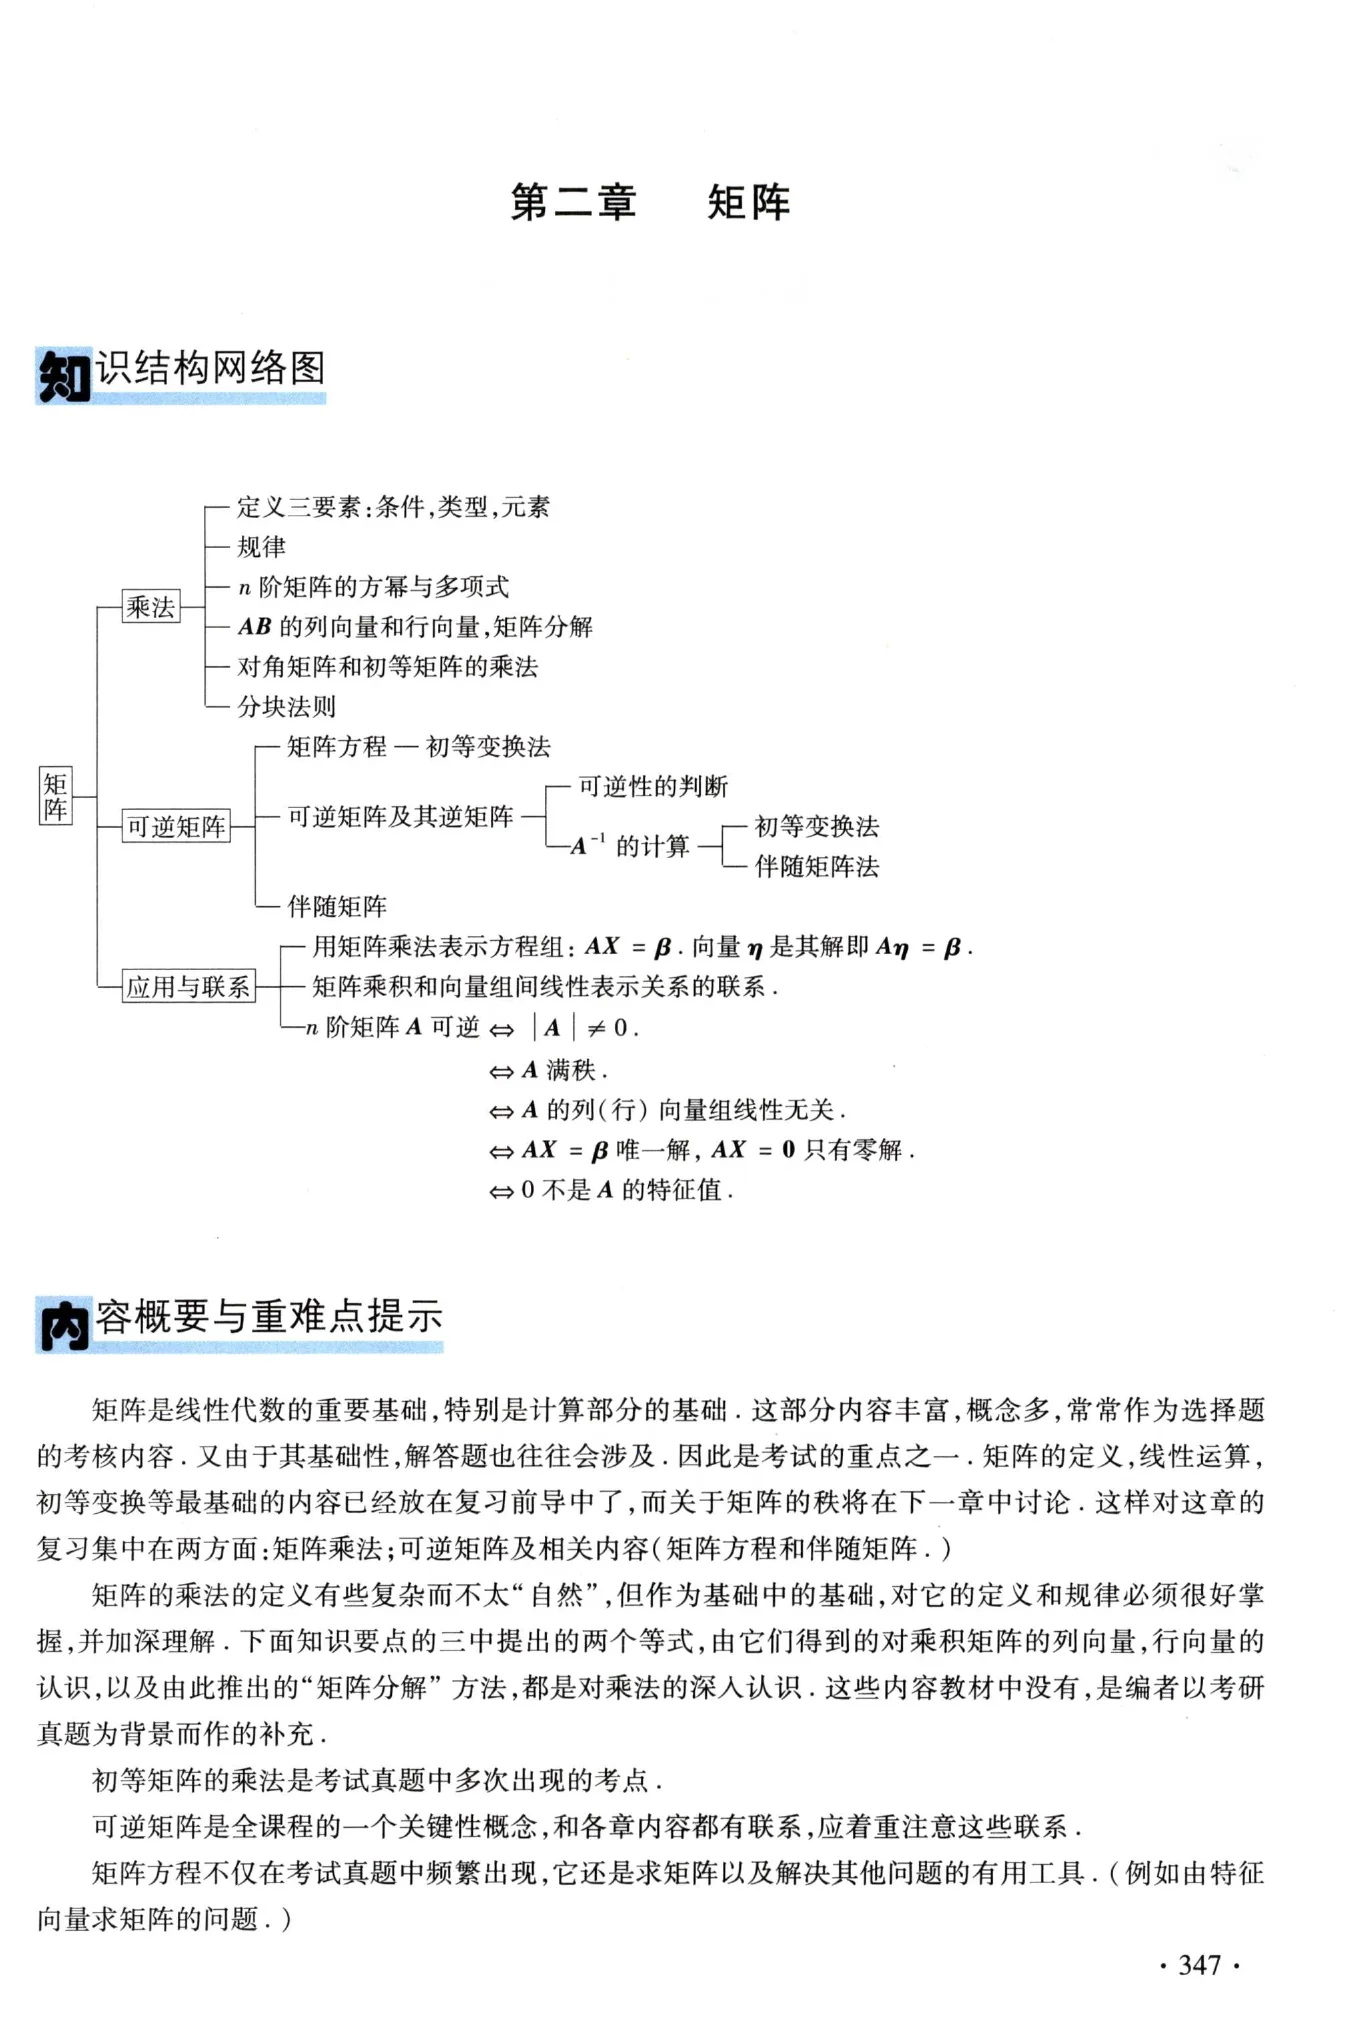 第二章 矩阵
知识结构网络图
定义三要素:条件,类型,元素
规律
n 阶矩阵的方幂与多项式
乘法
AB 的列向量和行向量,矩阵分解
对角矩阵和初等矩阵的乘法
分块法则
矩阵方程 — 初等变换法
矩阵
可逆性的判断
可逆矩阵
可逆矩阵及其逆矩阵
初等变换法
A⁻¹ 的计算
伴随矩阵法
伴随矩阵
用矩阵乘法表示方程组: AX = β . 向量 η 是其解即 Aη = β .
应用与联系
矩阵乘积和向量组间线性表示关系的联系 .
n 阶矩阵 A 可逆 ⇔ |A| ≠ 0 .
⇔ A 满秩 .
⇔ A 的列(行) 向量组线性无关 .
⇔ AX = β 唯一解, AX = 0 只有零解 .
⇔ 0 不是 A 的特征值 .
内容概要与重难点提示
矩阵是线性代数的重要基础,特别是计算部分的基础 . 这部分内容丰富,概念多,常常作为选择题
的考核内容 . 又由于其基础性,解答题也往往会涉及 . 因此是考试的重点之一 . 矩阵的定义,线性运算,
初等变换等最基础的内容已经放在复习前导中了,而关于矩阵的秩将在下一章中讨论 . 这样对这章的
复习集中在两方面:矩阵乘法;可逆矩阵及相关内容(矩阵方程和伴随矩阵 . )
矩阵的乘法的定义有些复杂而不太“自然”,但作为基础中的基础,对它的定义和规律必须很好掌
握,并加深理解 . 下面知识要点的三中提出的两个等式,由它们得到的对乘积矩阵的列向量,行向量的
认识,以及由此推出的“矩阵分解” 方法,都是对乘法的深入认识 . 这些内容教材中没有,是编者以考研
真题为背景而作的补充 .
初等矩阵的乘法是考试真题中多次出现的考点 .
可逆矩阵是全课程的一个关键性概念,和各章内容都有联系,应着重注意这些联系 .
矩阵方程不仅在考试真题中频繁出现,它还是求矩阵以及解决其他问题的有用工具 . ( 例如由特征
向量求矩阵的问题 . )
· 347 ·